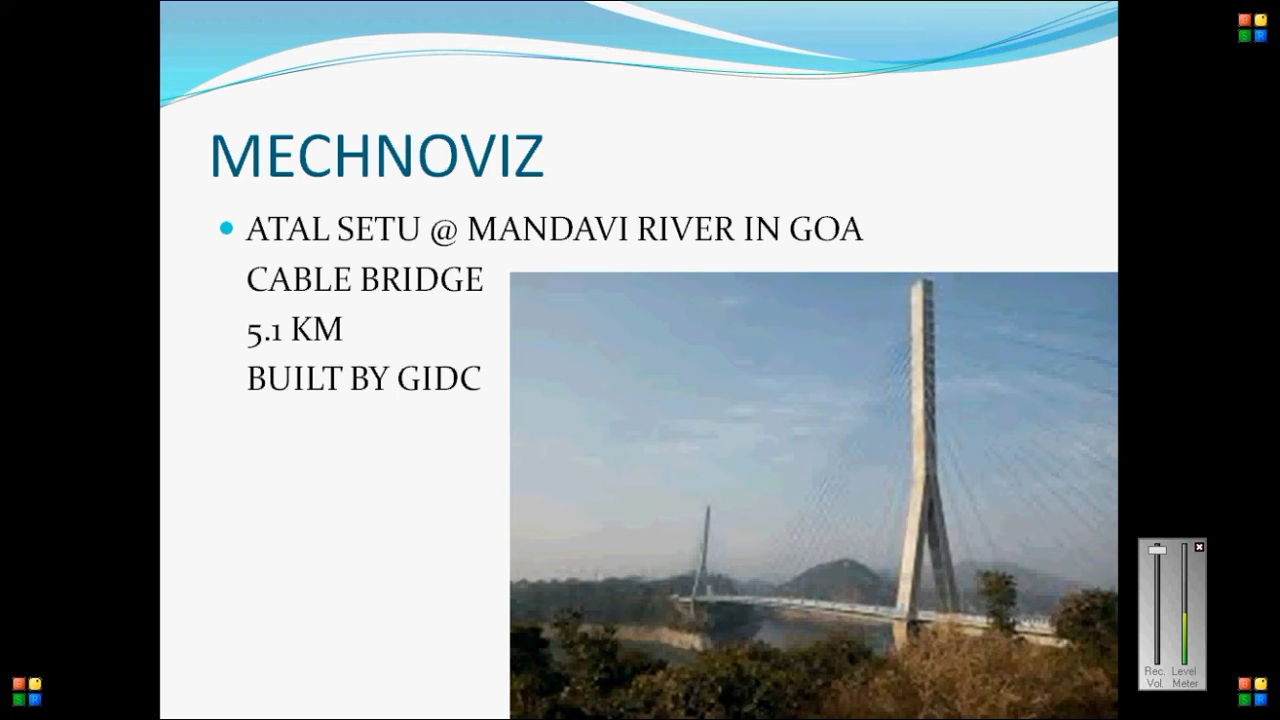 MECHNOVIZ
ATAL SETU @ MANDAVI RIVER IN GOA
CABLE BRIDGE
5.1 KM
BUILT BY GIDC
Rec. Level
Vol. Meter